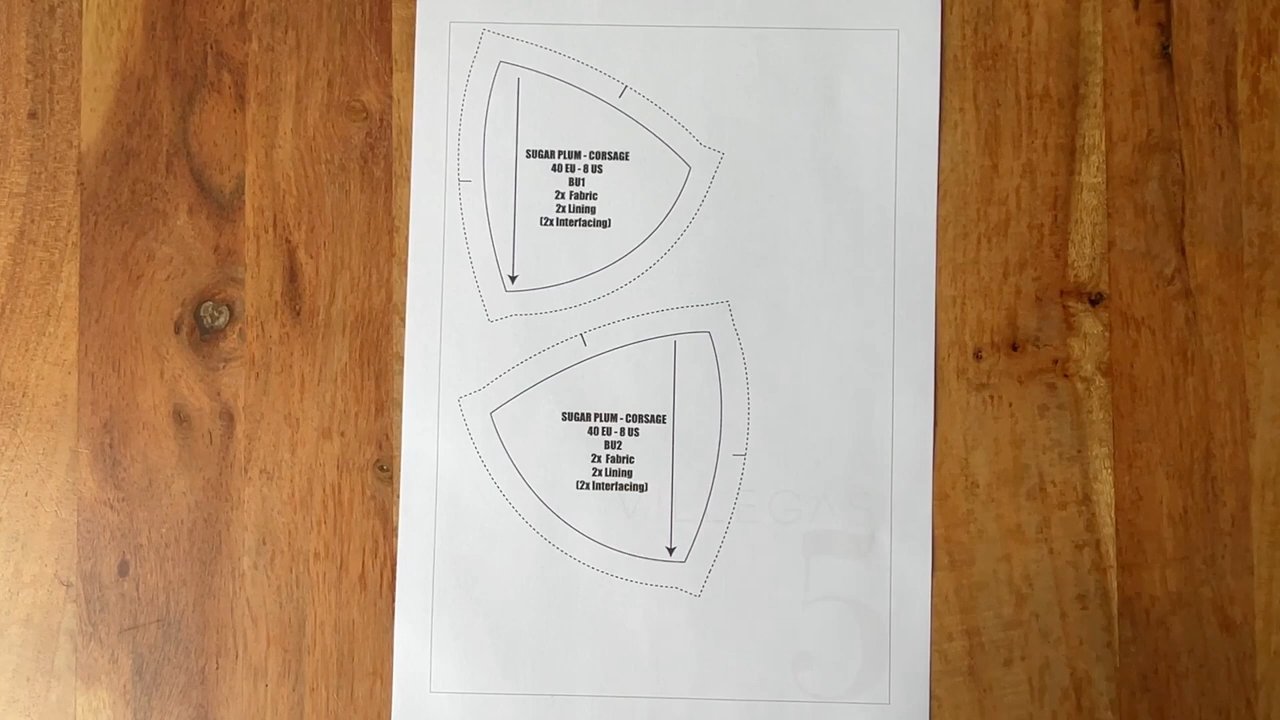 SUGAR PLUM - CORSAGE
40 EU - 8 US
BU1
2x Fabric
2x Lining
(2x Interfacing)
SUGAR PLUM - CORSAGE
40 EU - 8 US
BU2
2x Fabric
2x Lining
(2x Interfacing)
5